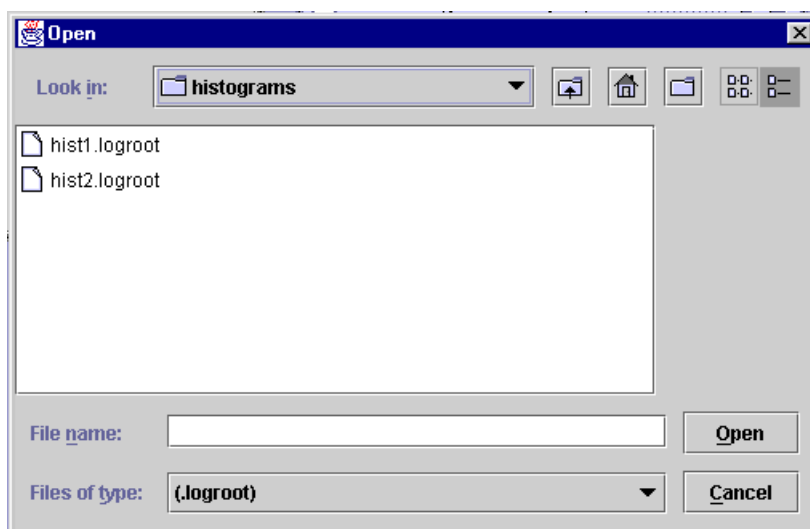 Open
Look in: histograms
hist1.logroot
hist2.logroot
File name: Open
Files of type: (.logroot) Cancel